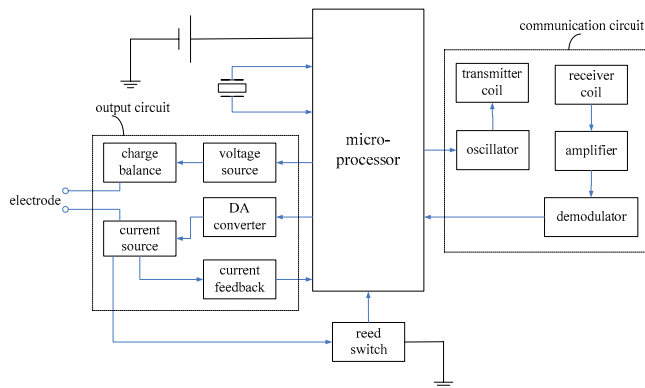 communication circuit
transmitter
coil
receiver
coil
output circuit
micro-
processor
charge
balance
voltage
source
oscillator
amplifier
electrode
DA
converter
demodulator
current
source
current
feedback
reed
switch